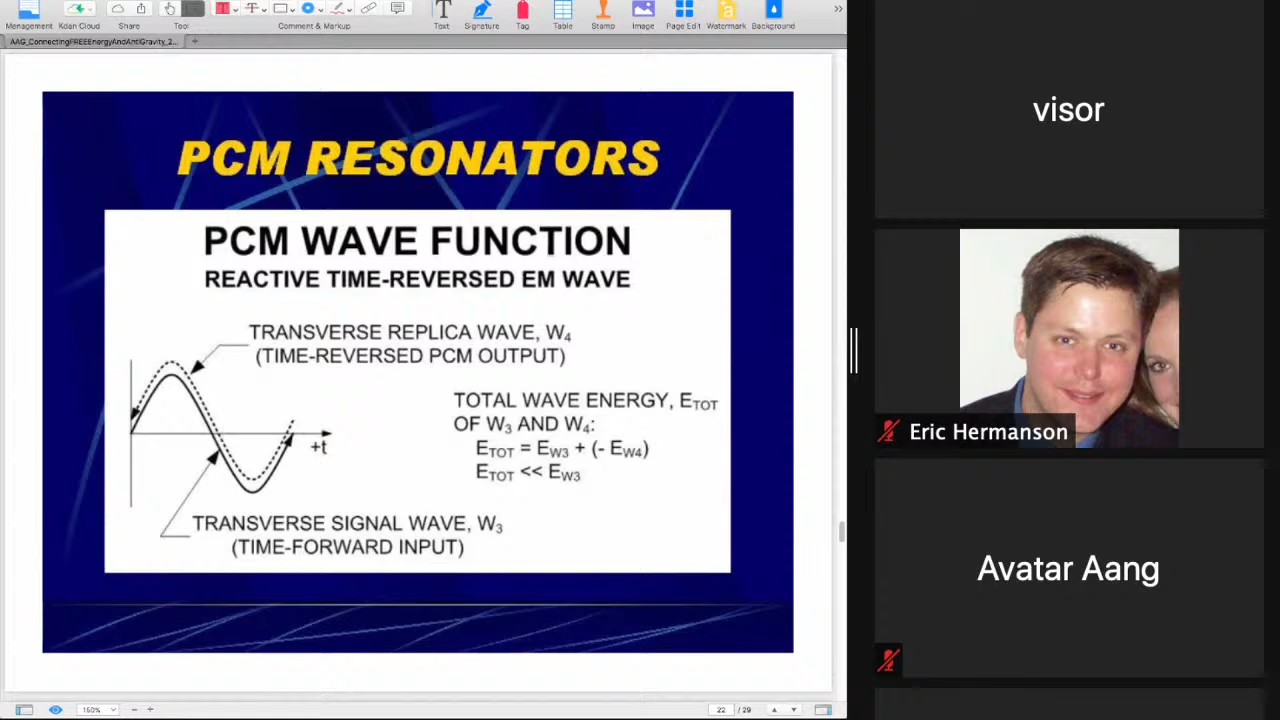 Management Kdan Cloud Share Tool Comment & Markup Text Signature Tag Table Stamp Image Page Edit Watermark Background
AAG_ConnectingFREEEnergyAndAntiGravity_2...
PCM RESONATORS
PCM WAVE FUNCTION
REACTIVE TIME-REVERSED EM WAVE
TRANSVERSE REPLICA WAVE, W4
(TIME-REVERSED PCM OUTPUT)
TOTAL WAVE ENERGY, ETOT
OF W3 AND W4:
ETOT = EW3 + (- EW4)
ETOT << EW3
+t
TRANSVERSE SIGNAL WAVE, W3
(TIME-FORWARD INPUT)
150%
22 / 29
visor
Eric Hermanson
Avatar Aang